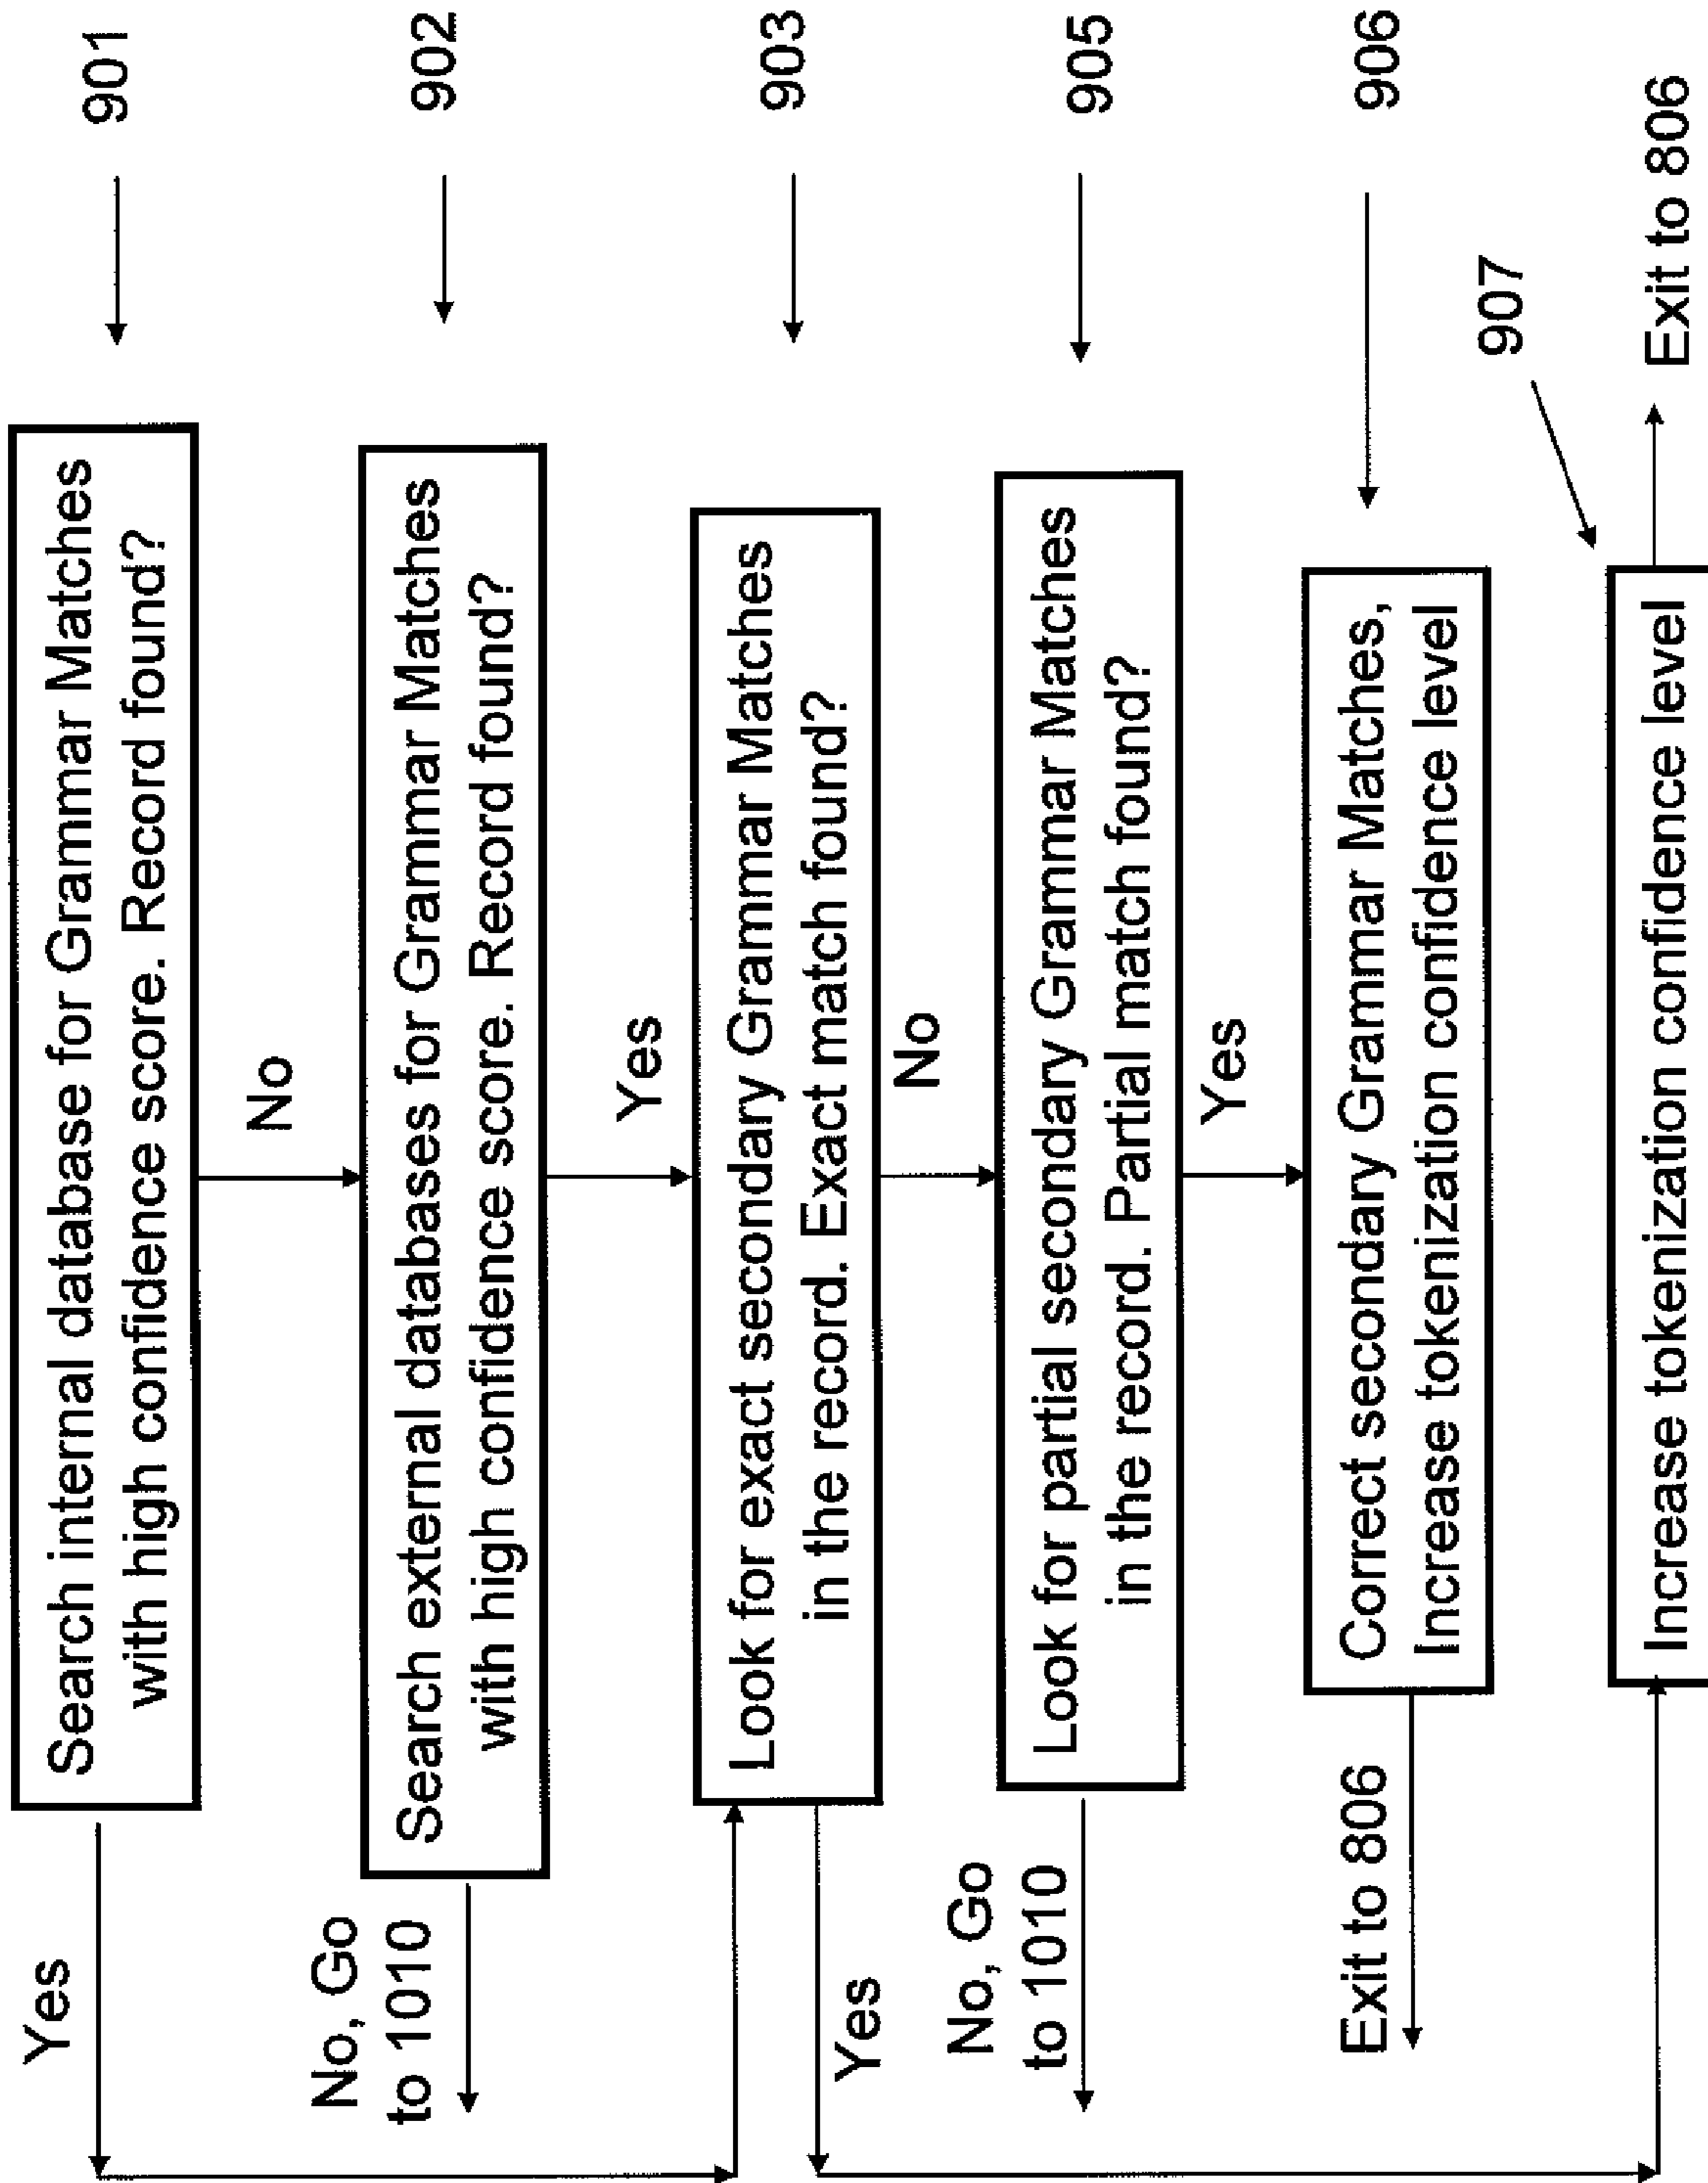 Search internal database for Grammar Matches
with high confidence score. Record found?
901
Yes
No
Search external databases for Grammar Matches
with high confidence score. Record found?
902
No, Go
to 1010
Yes
Look for exact secondary Grammar Matches
in the record. Exact match found?
903
Yes
No
Look for partial secondary Grammar Matches
in the record. Partial match found?
905
No, Go
to 1010
Yes
Correct secondary Grammar Matches,
Increase tokenization confidence level
906
Exit to 806
907
Increase tokenization confidence level
Exit to 806